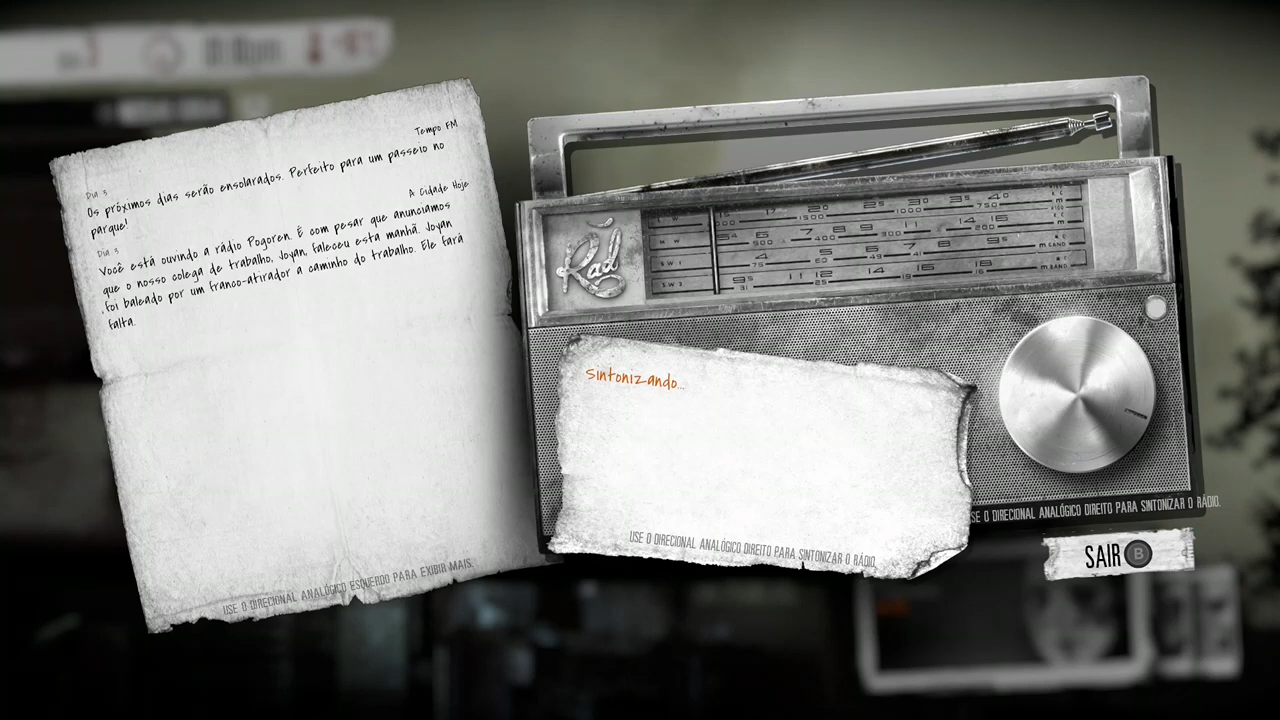 Tempo FM
Dia 3
Os próximos dias serão ensolarados. Perfeito para um passeio no
parque!
A Cidade Hoje
Dia 3
Você está ouvindo a rádio Pogoren. É com pesar que anunciamos
que o nosso colega de trabalho, Joyan, faleceu esta manhã. Joyan
foi baleado por um franco-atirador a caminho do trabalho. Ele fará
falta.
USE O DIRECIONAL ANALÓGICO ESQUERDO PARA EXIBIR MAIS.
Rad
Sintonizando...
USE O DIRECIONAL ANALÓGICO DIREITO PARA SINTONIZAR O RÁDIO.
SE O DIRECIONAL ANALÓGICO DIREITO PARA SINTONIZAR O RÁDIO.
SAIR B